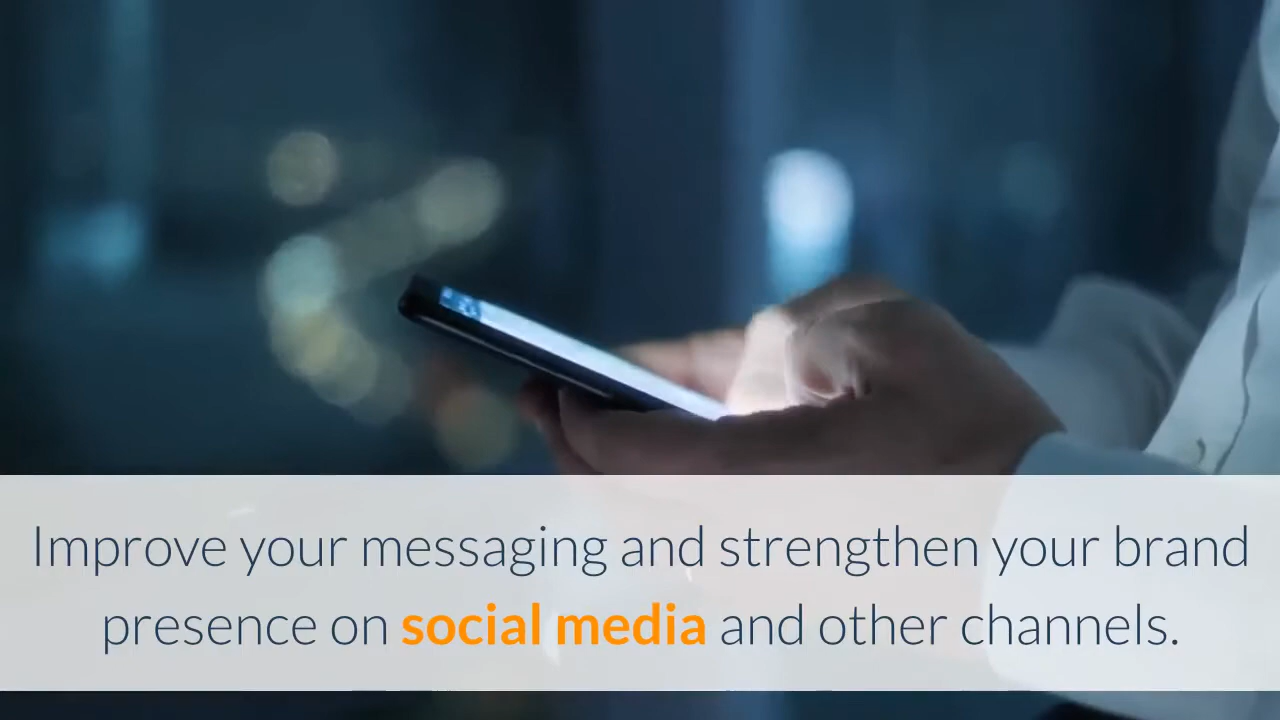 Improve your messaging and strengthen your brand
presence on social media and other channels.